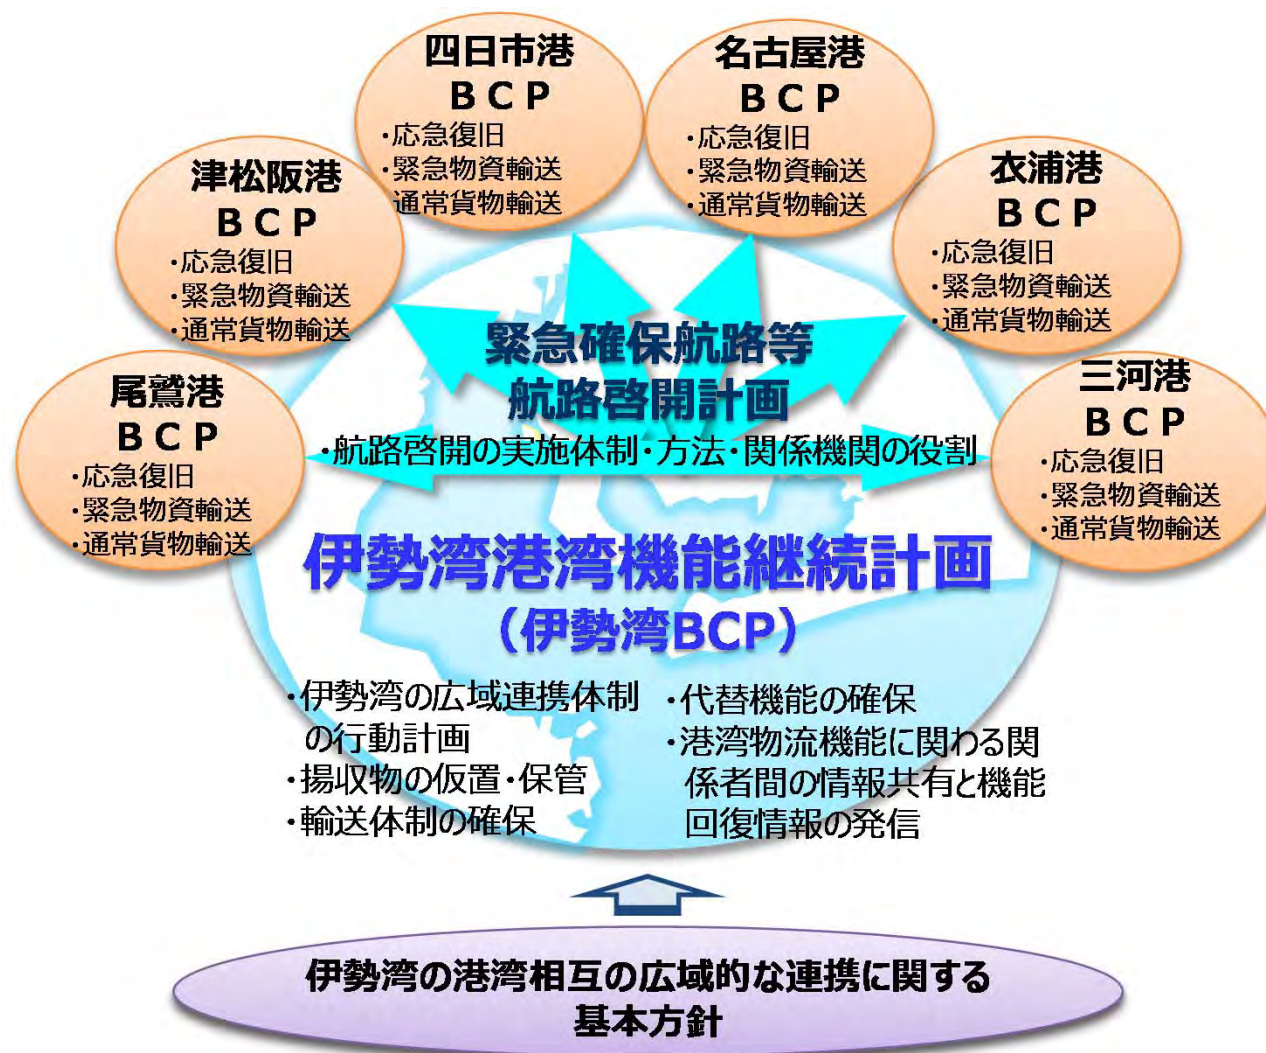 四日市港
BCP
・応急復旧
・緊急物資輸送
・通常貨物輸送
名古屋港
BCP
・応急復旧
・緊急物資輸送
・通常貨物輸送
津松阪港
BCP
・応急復旧
・緊急物資輸送
・通常貨物輸送
衣浦港
BCP
・応急復旧
・緊急物資輸送
・通常貨物輸送
尾鷲港
BCP
・応急復旧
・緊急物資輸送
・通常貨物輸送
三河港
BCP
・応急復旧
・緊急物資輸送
・通常貨物輸送
緊急確保航路等
航路啓開計画
・航路啓開の実施体制・方法・関係機関の役割
伊勢湾港湾機能継続計画
（伊勢湾BCP）
・伊勢湾の広域連携体制
の行動計画
・揚収物の仮置・保管
・輸送体制の確保
・代替機能の確保
・港湾物流機能に関わる関
係者間の情報共有と機能
回復情報の発信
伊勢湾の港湾相互の広域的な連携に関する
基本方針